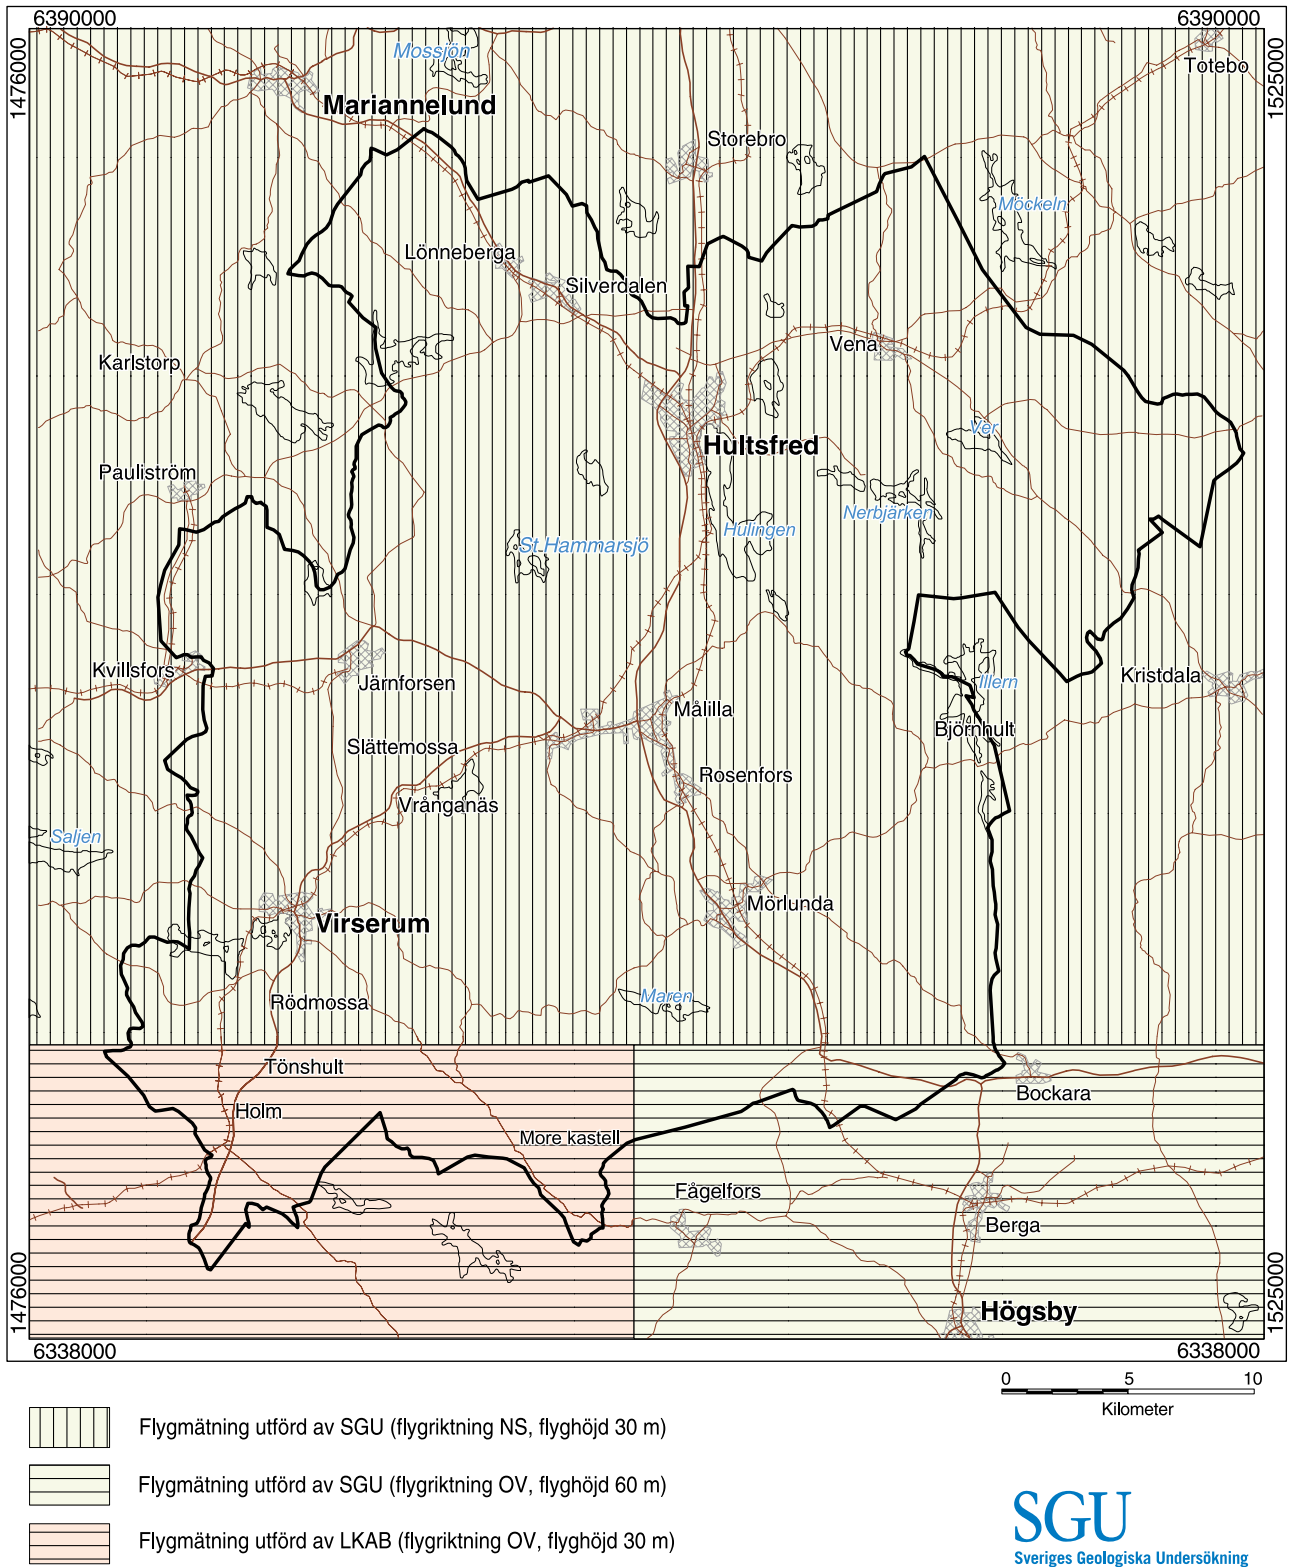 6390000
6390000
1476000
1525000
Mossjön
Totebo
Mariannelund
Storebro
Möckeln
Lönneberga
Silverdalen
Vena
Karlstorp
Ver
Hultsfred
Pauliström
Nerbjärken
Hulingen
St Hammarsjö
Kvillsfors
Järnforsen
Illern
Kristdala
Målilla
Björnhult
Slättemossa
Rosenfors
Vrånganäs
Saljen
Mörlunda
Virserum
Maren
Rödmossa
Tönshult
Bockara
Holm
More kastell
Fågelfors
Berga
Högsby
1476000
1525000
6338000
6338000
0 5 10
Kilometer
Flygmätning utförd av SGU (flygriktning NS, flyghöjd 30 m)
Flygmätning utförd av SGU (flygriktning OV, flyghöjd 60 m)
Flygmätning utförd av LKAB (flygriktning OV, flyghöjd 30 m)
SGU
Sveriges Geologiska Undersökning